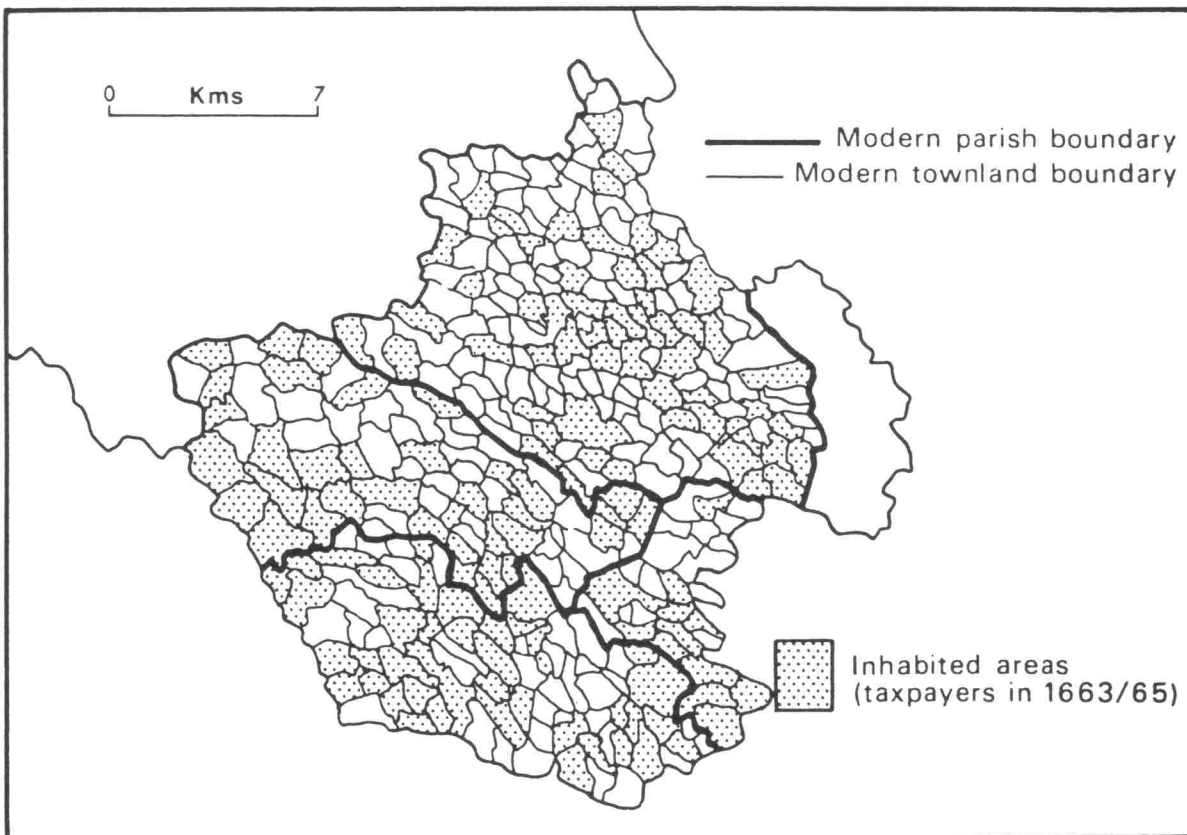 0 Kms 7
Modern parish boundary
Modern townland boundary
Inhabited areas
(taxpayers in 1663/65)